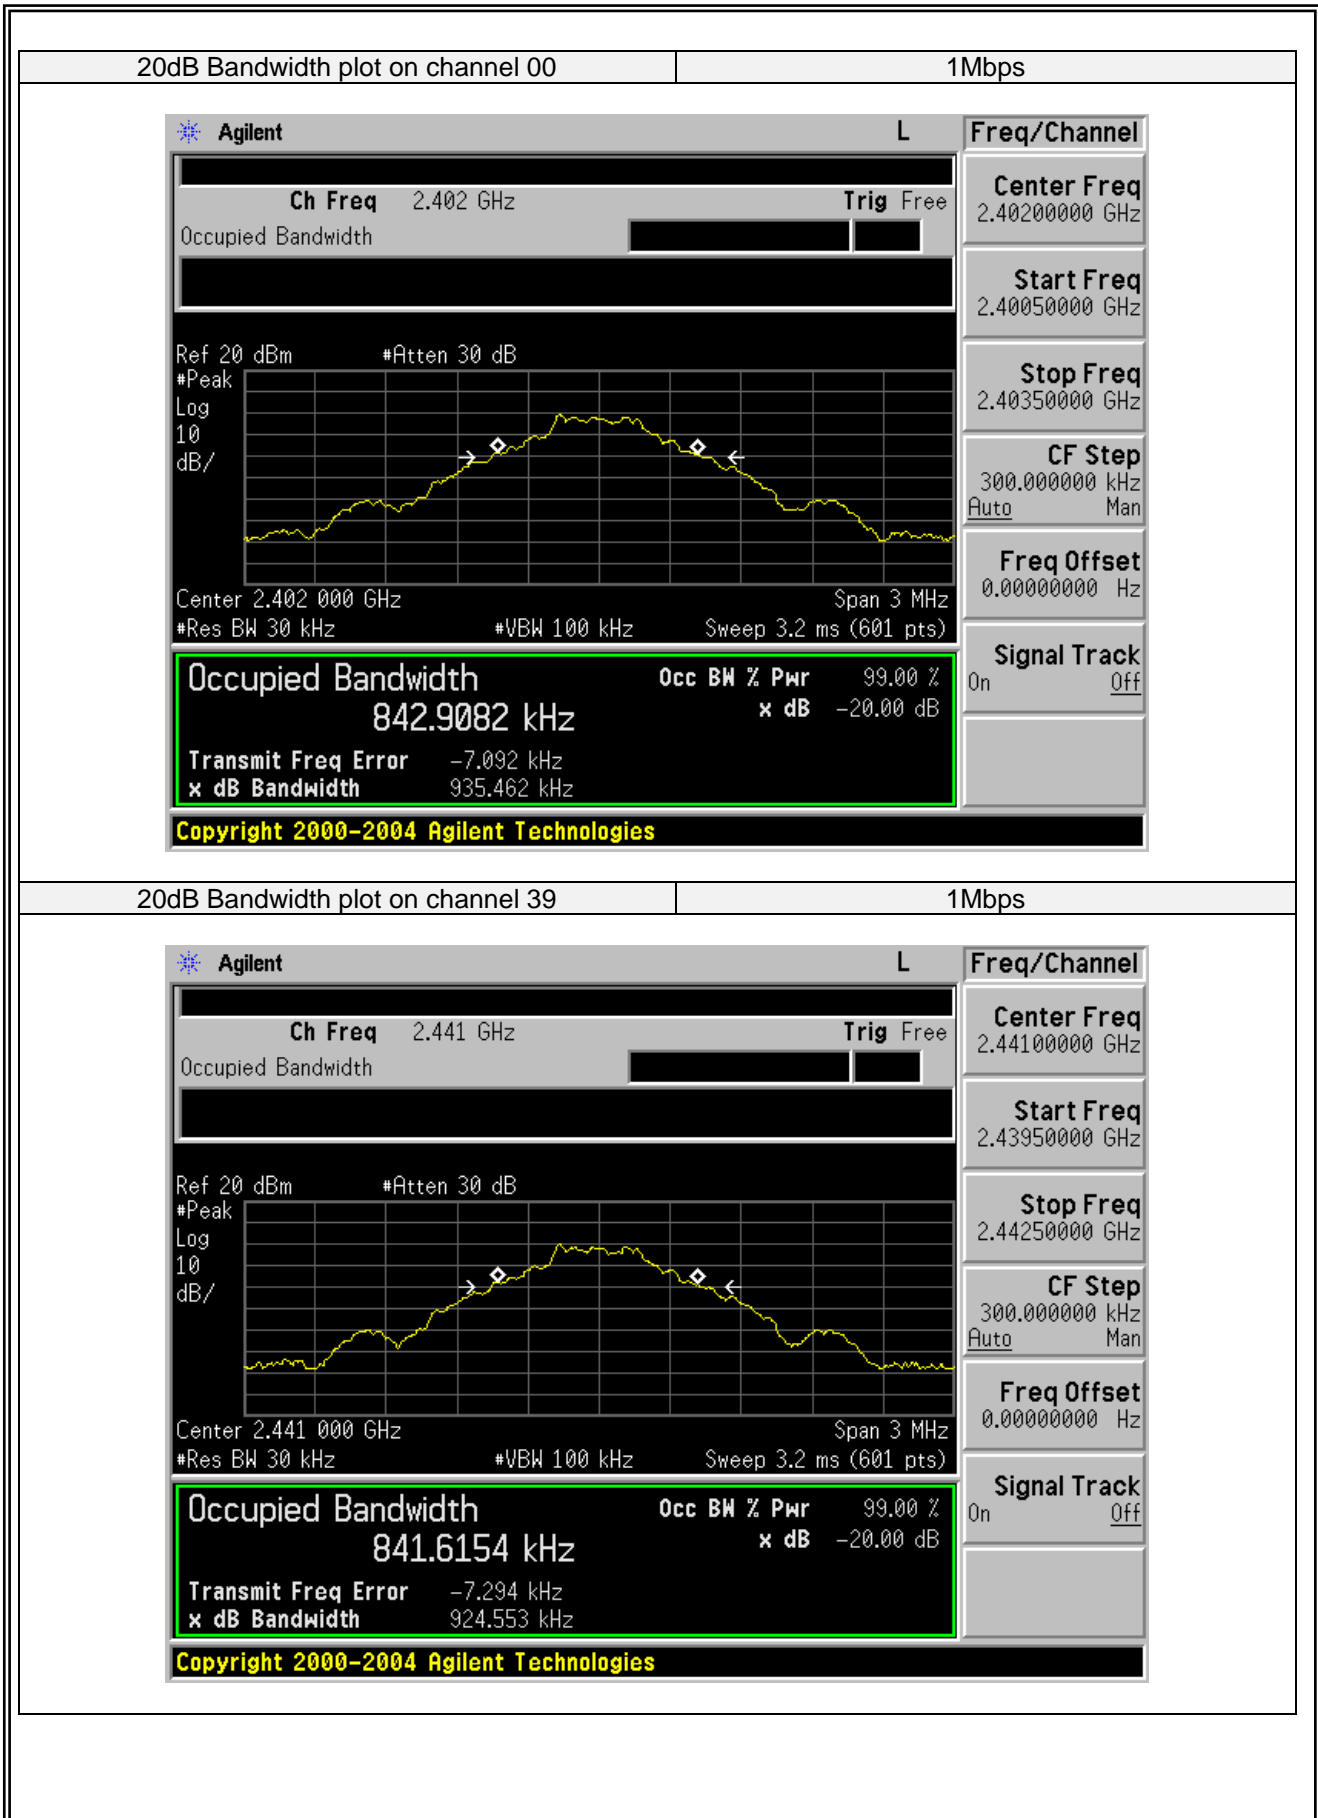 20dB Bandwidth plot on channel 00 1Mbps
Agilent L Freq/Channel
Ch Freq 2.402 GHz Trig Free
Occupied Bandwidth
Center Freq
2.40200000 GHz
Start Freq
2.40050000 GHz
Stop Freq
2.40350000 GHz
CF Step
300.000000 kHz
Auto Man
Freq Offset
0.00000000 Hz
Signal Track
On Off
Ref 20 dBm #Atten 30 dB
#Peak
Log
10
dB/
Center 2.402 000 GHz Span 3 MHz
#Res BW 30 kHz #VBW 100 kHz Sweep 3.2 ms (601 pts)
Occupied Bandwidth Occ BW % Pwr 99.00 %
842.9082 kHz x dB -20.00 dB
Transmit Freq Error -7.092 kHz
x dB Bandwidth 935.462 kHz
Copyright 2000-2004 Agilent Technologies
20dB Bandwidth plot on channel 39 1Mbps
Agilent L Freq/Channel
Ch Freq 2.441 GHz Trig Free
Occupied Bandwidth
Center Freq
2.44100000 GHz
Start Freq
2.43950000 GHz
Stop Freq
2.44250000 GHz
CF Step
300.000000 kHz
Auto Man
Freq Offset
0.00000000 Hz
Signal Track
On Off
Ref 20 dBm #Atten 30 dB
#Peak
Log
10
dB/
Center 2.441 000 GHz Span 3 MHz
#Res BW 30 kHz #VBW 100 kHz Sweep 3.2 ms (601 pts)
Occupied Bandwidth Occ BW % Pwr 99.00 %
841.6154 kHz x dB -20.00 dB
Transmit Freq Error -7.294 kHz
x dB Bandwidth 924.553 kHz
Copyright 2000-2004 Agilent Technologies